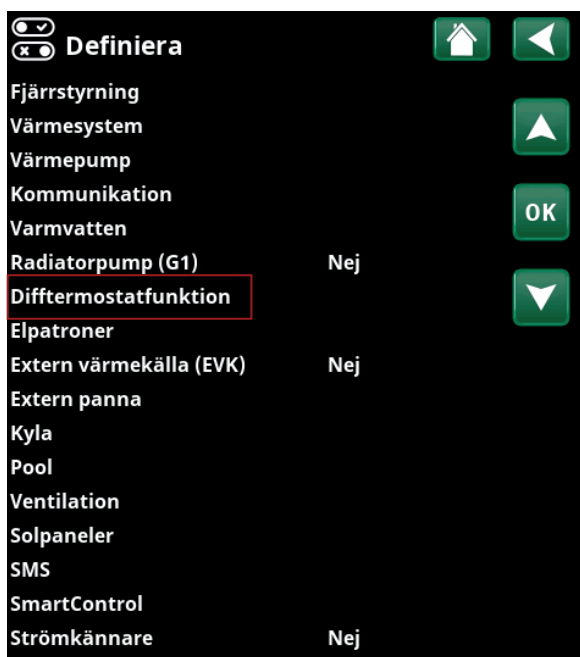 Definiera
Fjärrstyrning
Värmesystem
Värmepump
Kommunikation
OK
Varmvatten
Radiatorpump (G1) Nej
Difftermostatfunktion
Elpatroner
Extern värmekälla (EVK) Nej
Extern panna
Kyla
Pool
Ventilation
Solpaneler
SMS
SmartControl
Strömkännare Nej